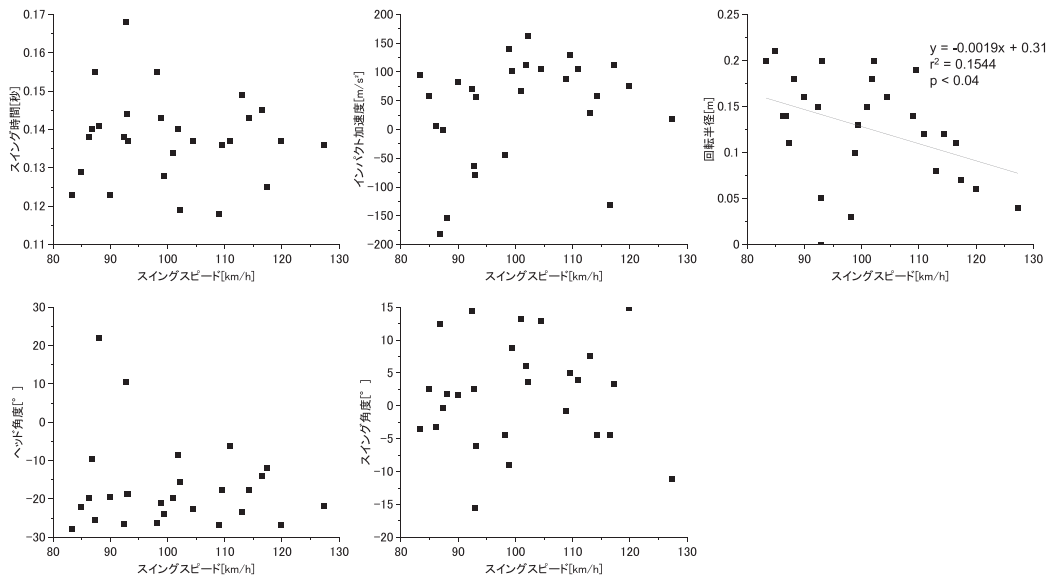 0.17
0.16
0.15
0.14
0.13
0.12
0.11
スイング時間[秒]
80 90 100 110 120 130
スイングスピード[km/h]
200
150
100
50
0
-50
-100
-150
-200
インパクト加速度[m/s²]
80 90 100 110 120 130
スイングスピード[km/h]
0.25
0.2
0.15
0.1
0.05
0
回転半径[m]
y = -0.0019x + 0.31
r² = 0.1544
p < 0.04
80 90 100 110 120 130
スイングスピード[km/h]
30
20
10
0
-10
-20
-30
ヘッド角度[°]
80 90 100 110 120 130
スイングスピード[km/h]
15
10
5
0
-5
-10
-15
-20
スイング角度[°]
80 90 100 110 120 130
スイングスピード[km/h]